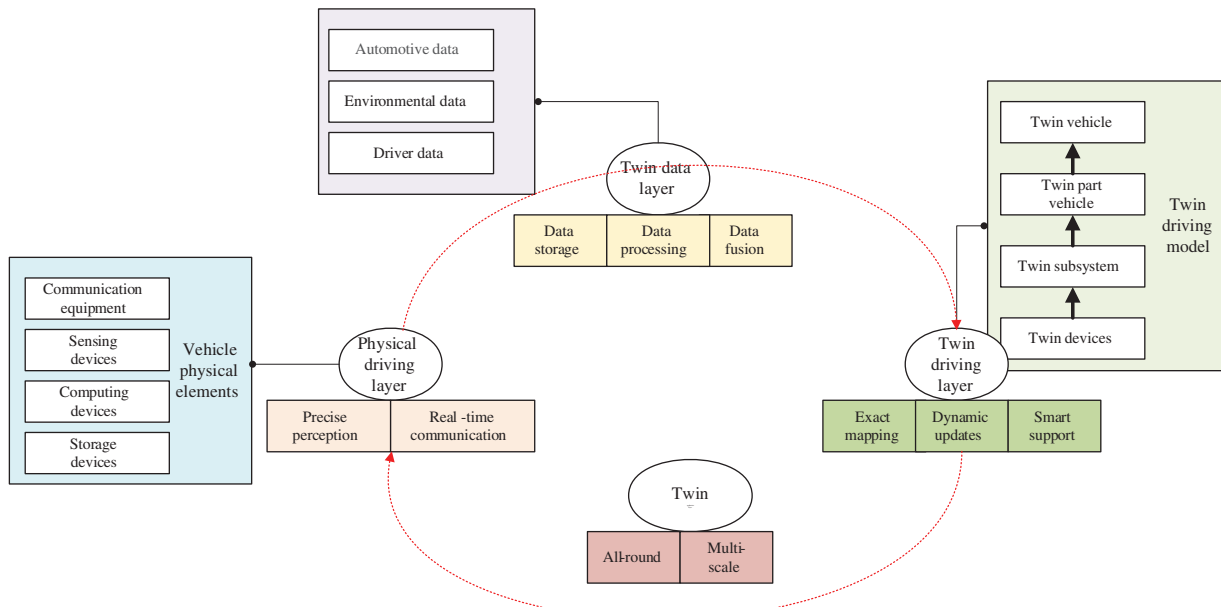 Automotive data
Environmental data
Driver data
Twin data
layer
Data
storage
Data
processing
Data
fusion
Twin vehicle
Twin part
vehicle
Twin subsystem
Twin devices
Twin
driving
model
Communication
equipment
Sensing
devices
Computing
devices
Storage
devices
Vehicle
physical
elements
Physical
driving
layer
Precise
perception
Real -time
communication
Twin
driving layer
Exact
mapping
Dynamic
updates
Smart
support
Twin
All-round
Multi-
scale